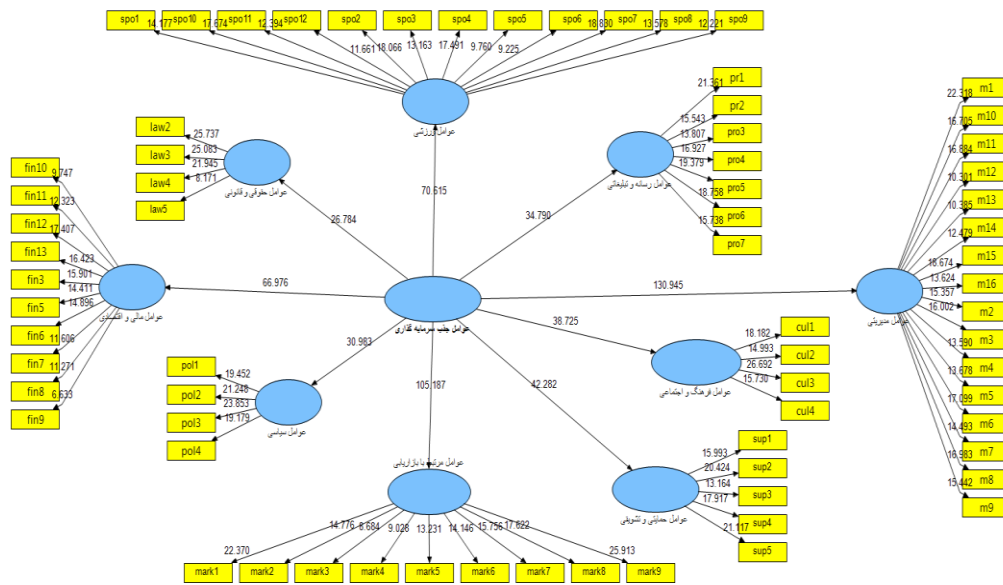 spo1
spo10
spo11
spo12
spo2
spo3
spo4
spo5
spo6
spo7
spo8
spo9
14.177
17.674
12.394
11.661
18.066
13.163
17.491
9.760
9.225
18.830
13.578
12.221
عوامل ورزشی
law2
law3
law4
law5
25.737
25.083
21.945
8.171
عوامل حقوقی و قانونی
pr1
pr2
pro3
pro4
pro5
pro6
pro7
21.361
15.543
13.807
16.927
19.379
18.758
15.738
عوامل رسانه و تبلیغاتی
fin10
fin11
fin12
fin13
fin3
fin5
fin6
fin7
fin8
fin9
9.747
12.323
17.407
16.423
15.901
14.411
14.896
11.606
11.271
6.633
عوامل مالی و اقتصادی
70.615
26.784
34.790
66.976
130.945
30.983
105.187
42.282
38.725
عوامل جذب سرمایه گذاری
m1
m10
m11
m12
m13
m14
m15
m16
m2
m3
m4
m5
m6
m7
m8
m9
22.318
16.705
16.884
10.301
10.385
12.479
18.674
13.624
15.357
16.002
13.590
13.678
17.099
14.493
16.983
15.442
عوامل مدیریتی
cul1
cul2
cul3
cul4
18.182
14.993
26.692
15.730
عوامل فرهنگ و اجتماعی
pol1
pol2
pol3
pol4
19.452
21.248
23.853
19.179
عوامل سیاسی
sup1
sup2
sup3
sup4
sup5
15.993
20.424
13.164
17.917
21.117
عوامل حمایتی و تشویقی
عوامل مرتبط با بازاریابی
22.370
14.776
8.684
9.028
13.231
14.146
15.756
17.622
25.913
mark1
mark2
mark3
mark4
mark5
mark6
mark7
mark8
mark9